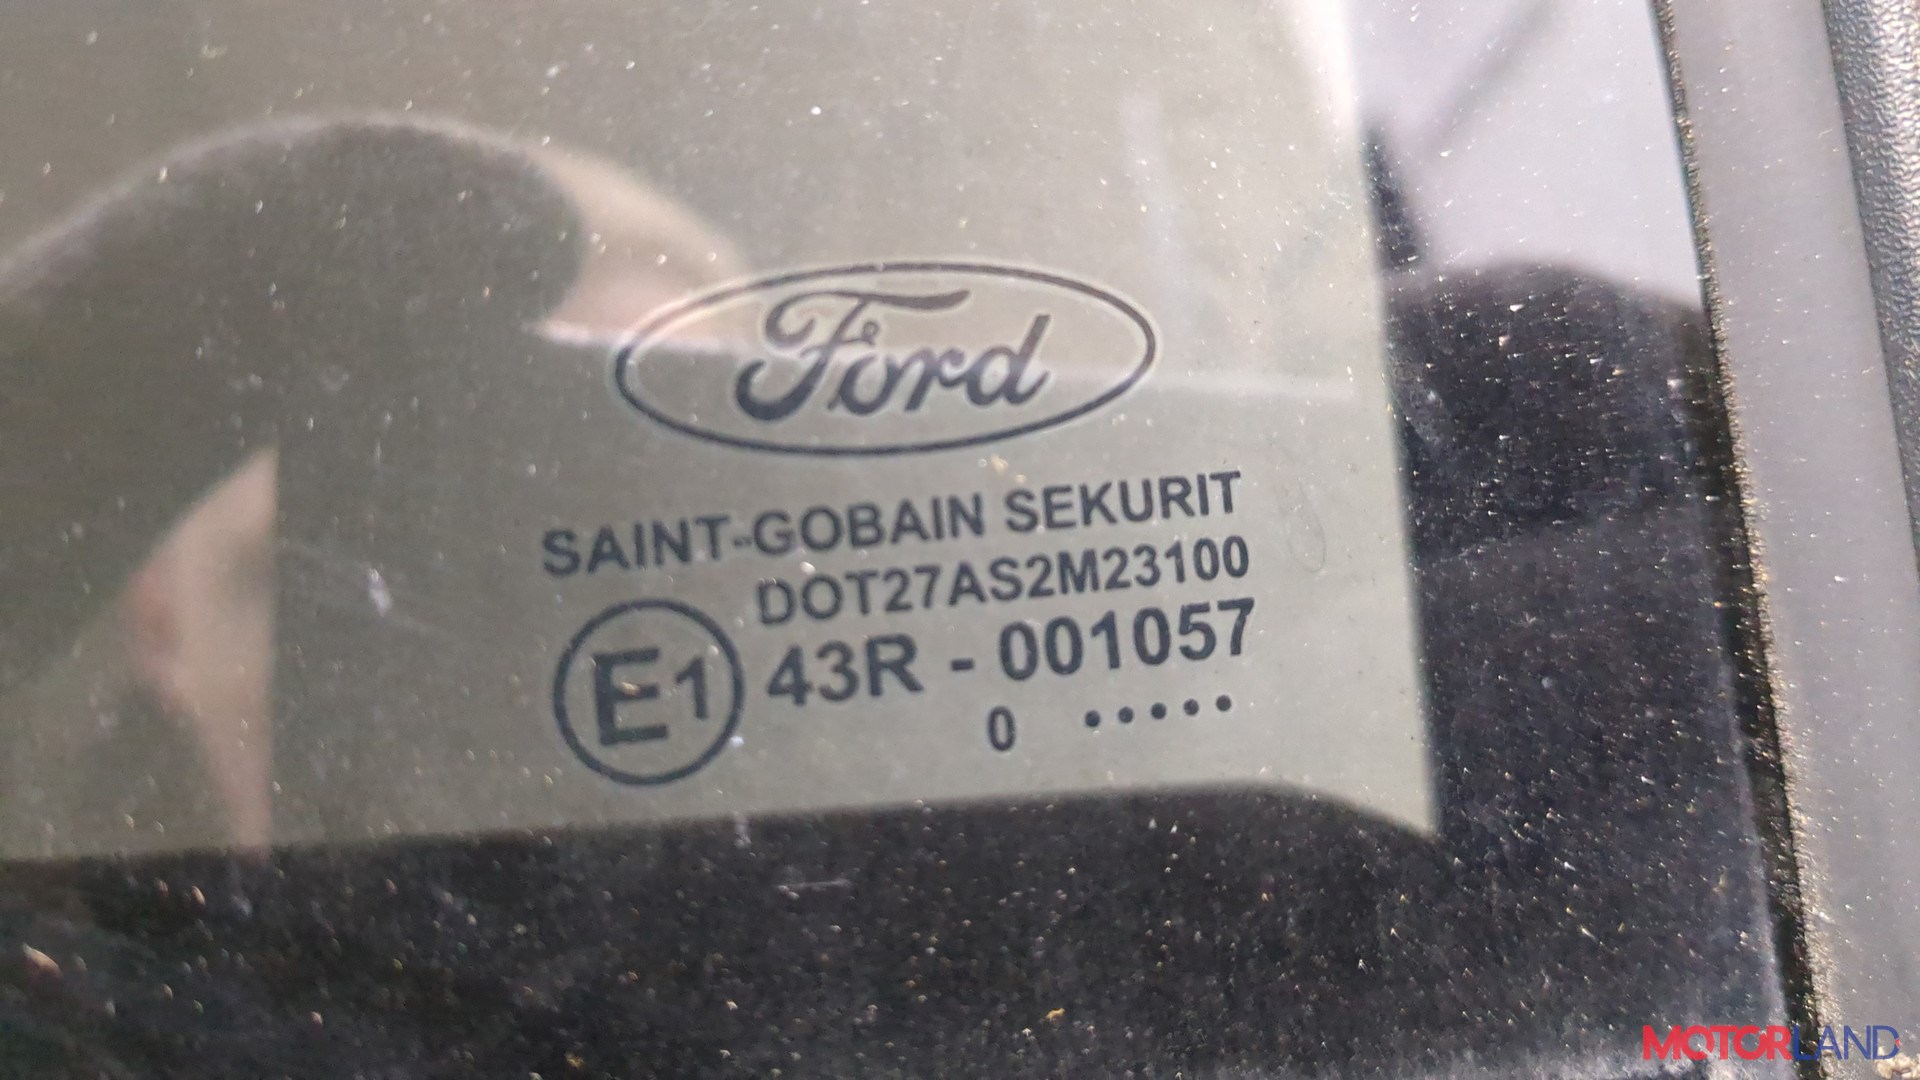 Ford
SAINT-GOBAIN SEKURIT
DOT27AS2M23100
E1 43R - 001057
0 •••••
MOTORLAND